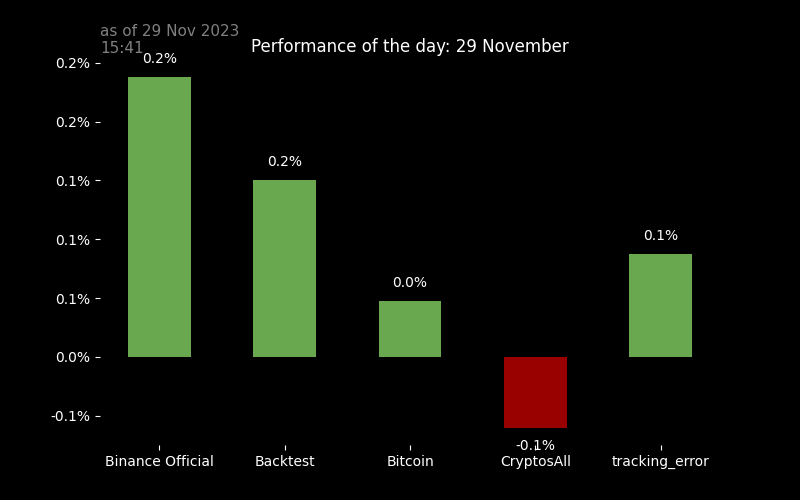 as of 29 Nov 2023
15:41
Performance of the day: 29 November
0.2%
0.2%
0.1%
0.1%
0.1%
0.0%
-0.1%
0.2%
0.2%
0.0%
-0.1%
0.1%
Binance Official
Backtest
Bitcoin
CryptosAll
tracking_error